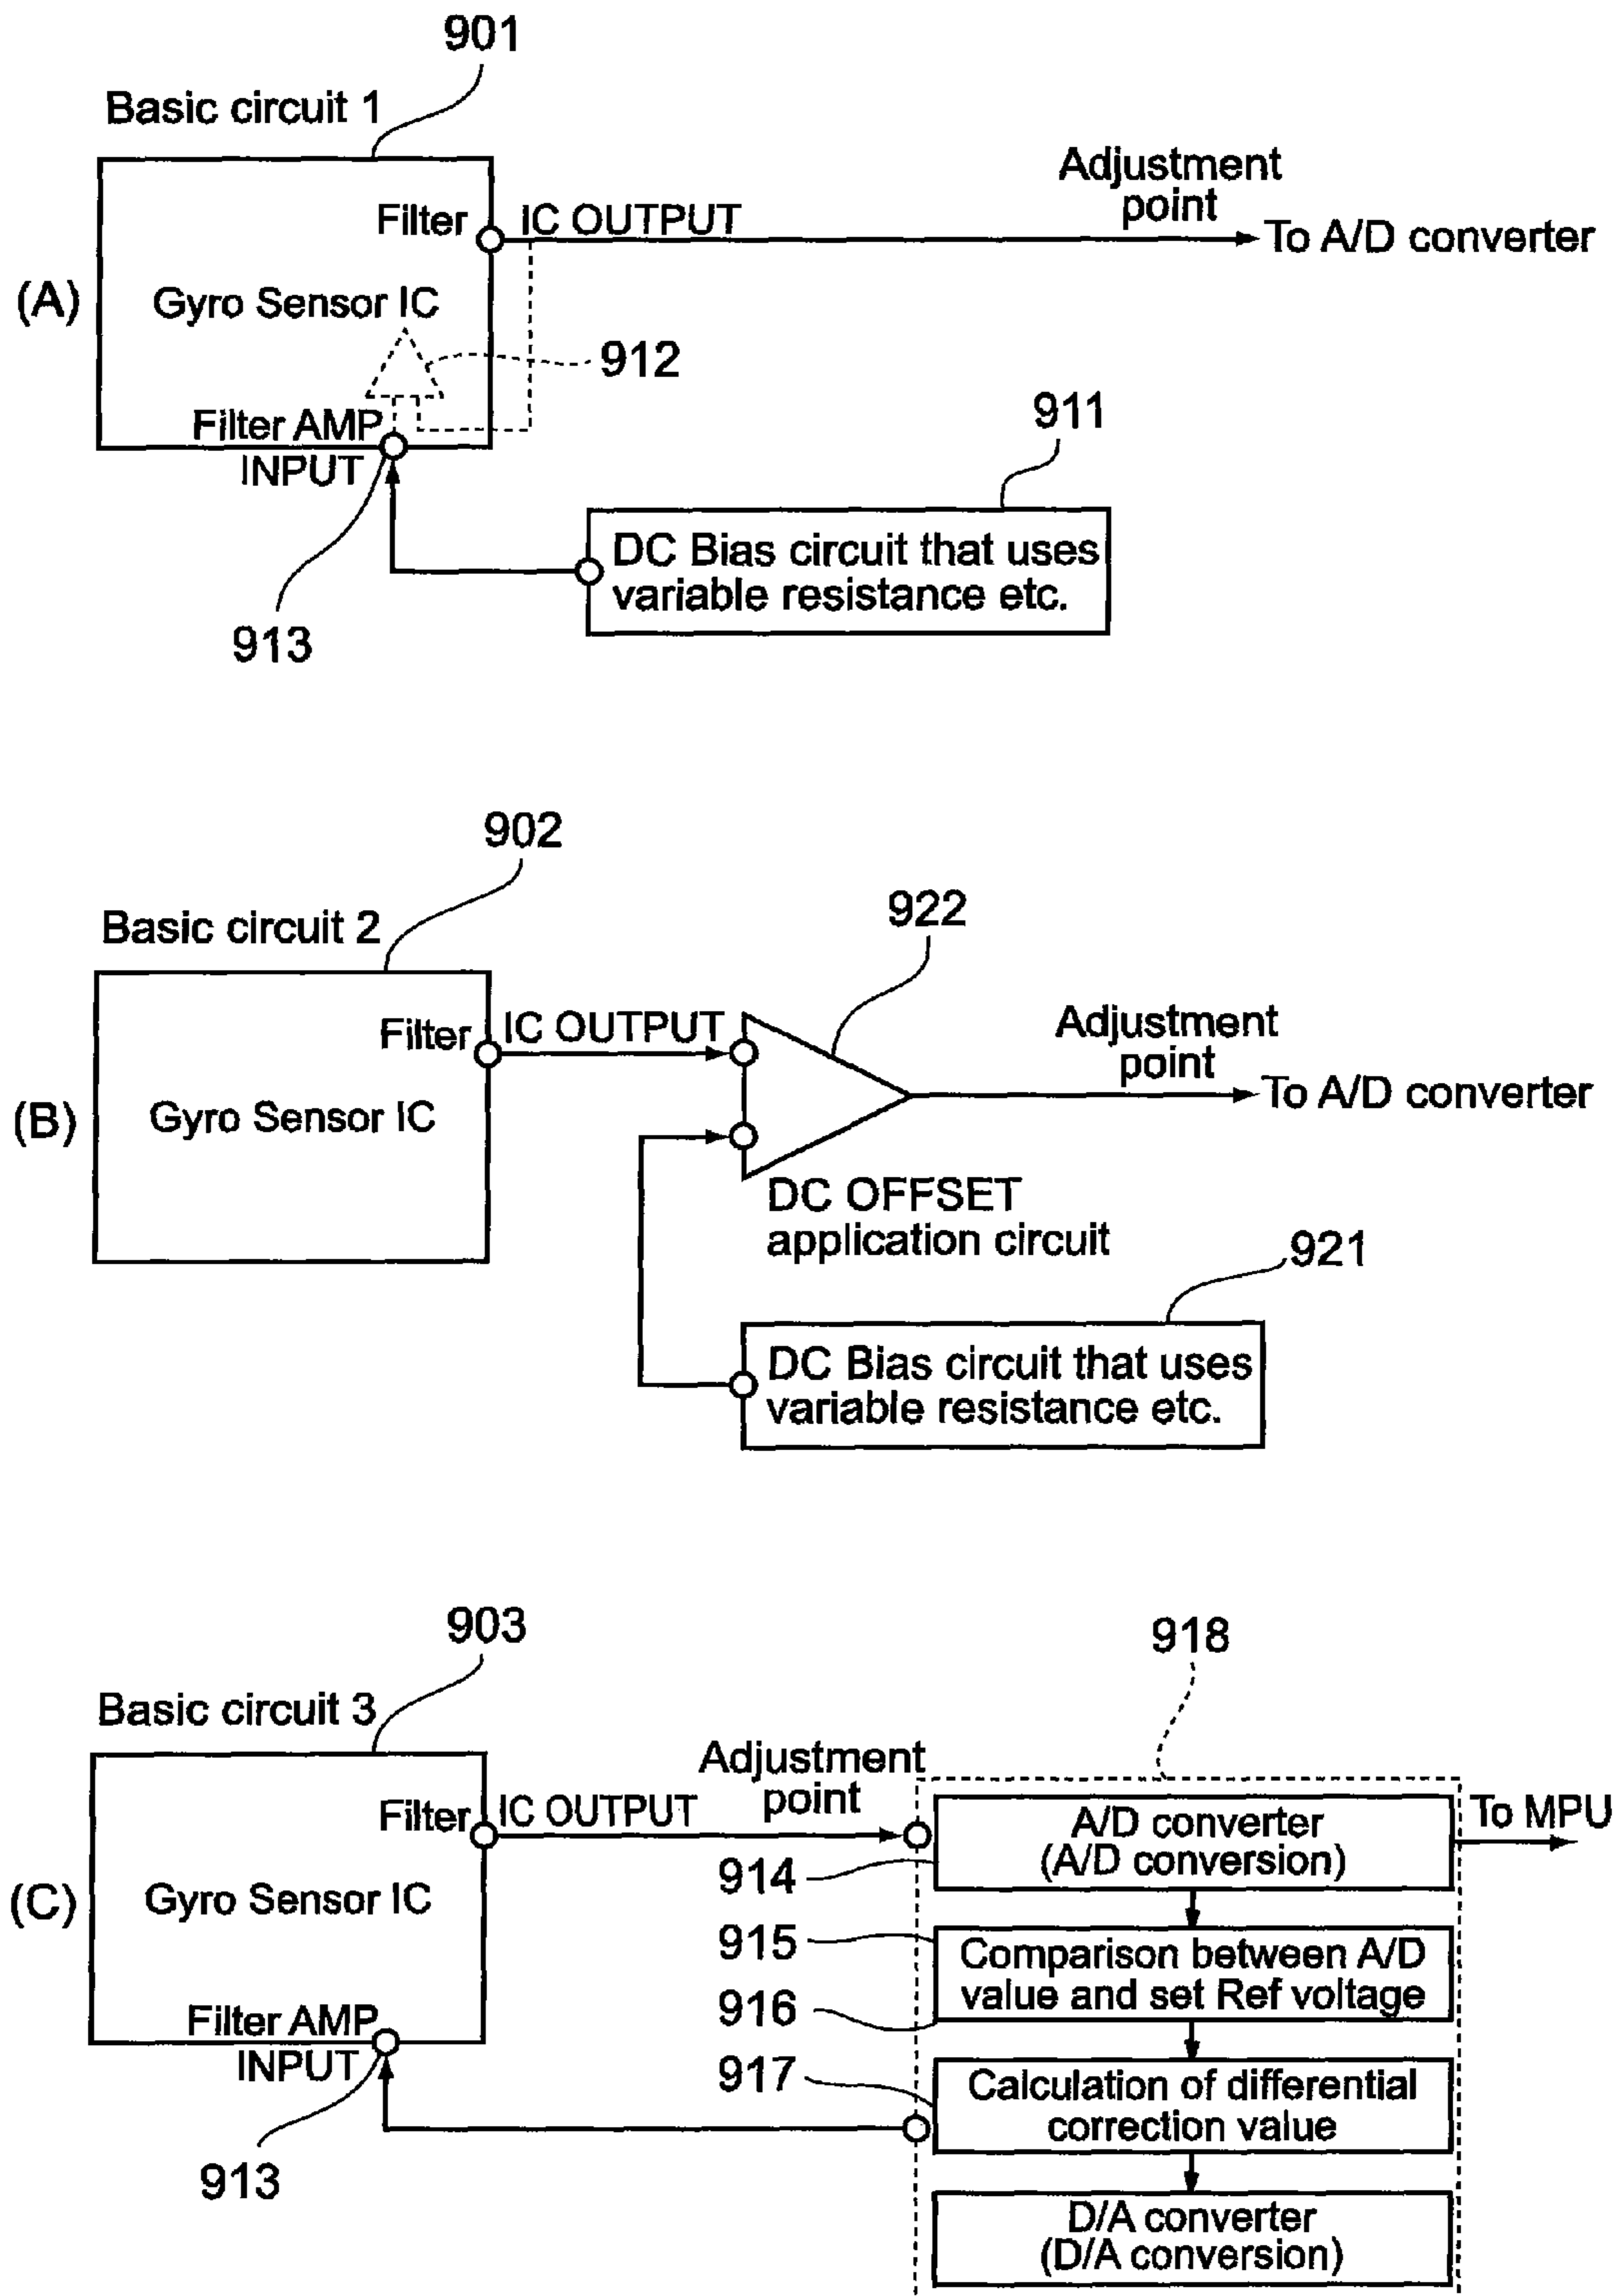 901
Basic circuit 1
Adjustment
point
Filter
IC OUTPUT
To A/D converter
(A)
Gyro Sensor IC
912
Filter AMP
INPUT
911
DC Bias circuit that uses
variable resistance etc.
913
902
Basic circuit 2
922
Filter
IC OUTPUT
Adjustment
point
To A/D converter
(B)
Gyro Sensor IC
DC OFFSET
application circuit
921
DC Bias circuit that uses
variable resistance etc.
903
Basic circuit 3
918
Adjustment
point
Filter
IC OUTPUT
A/D converter
(A/D conversion)
To MPU
914
(C)
Gyro Sensor IC
915
Comparison between A/D
value and set Ref voltage
916
Filter AMP
INPUT
917
Calculation of differential
correction value
913
D/A converter
(D/A conversion)